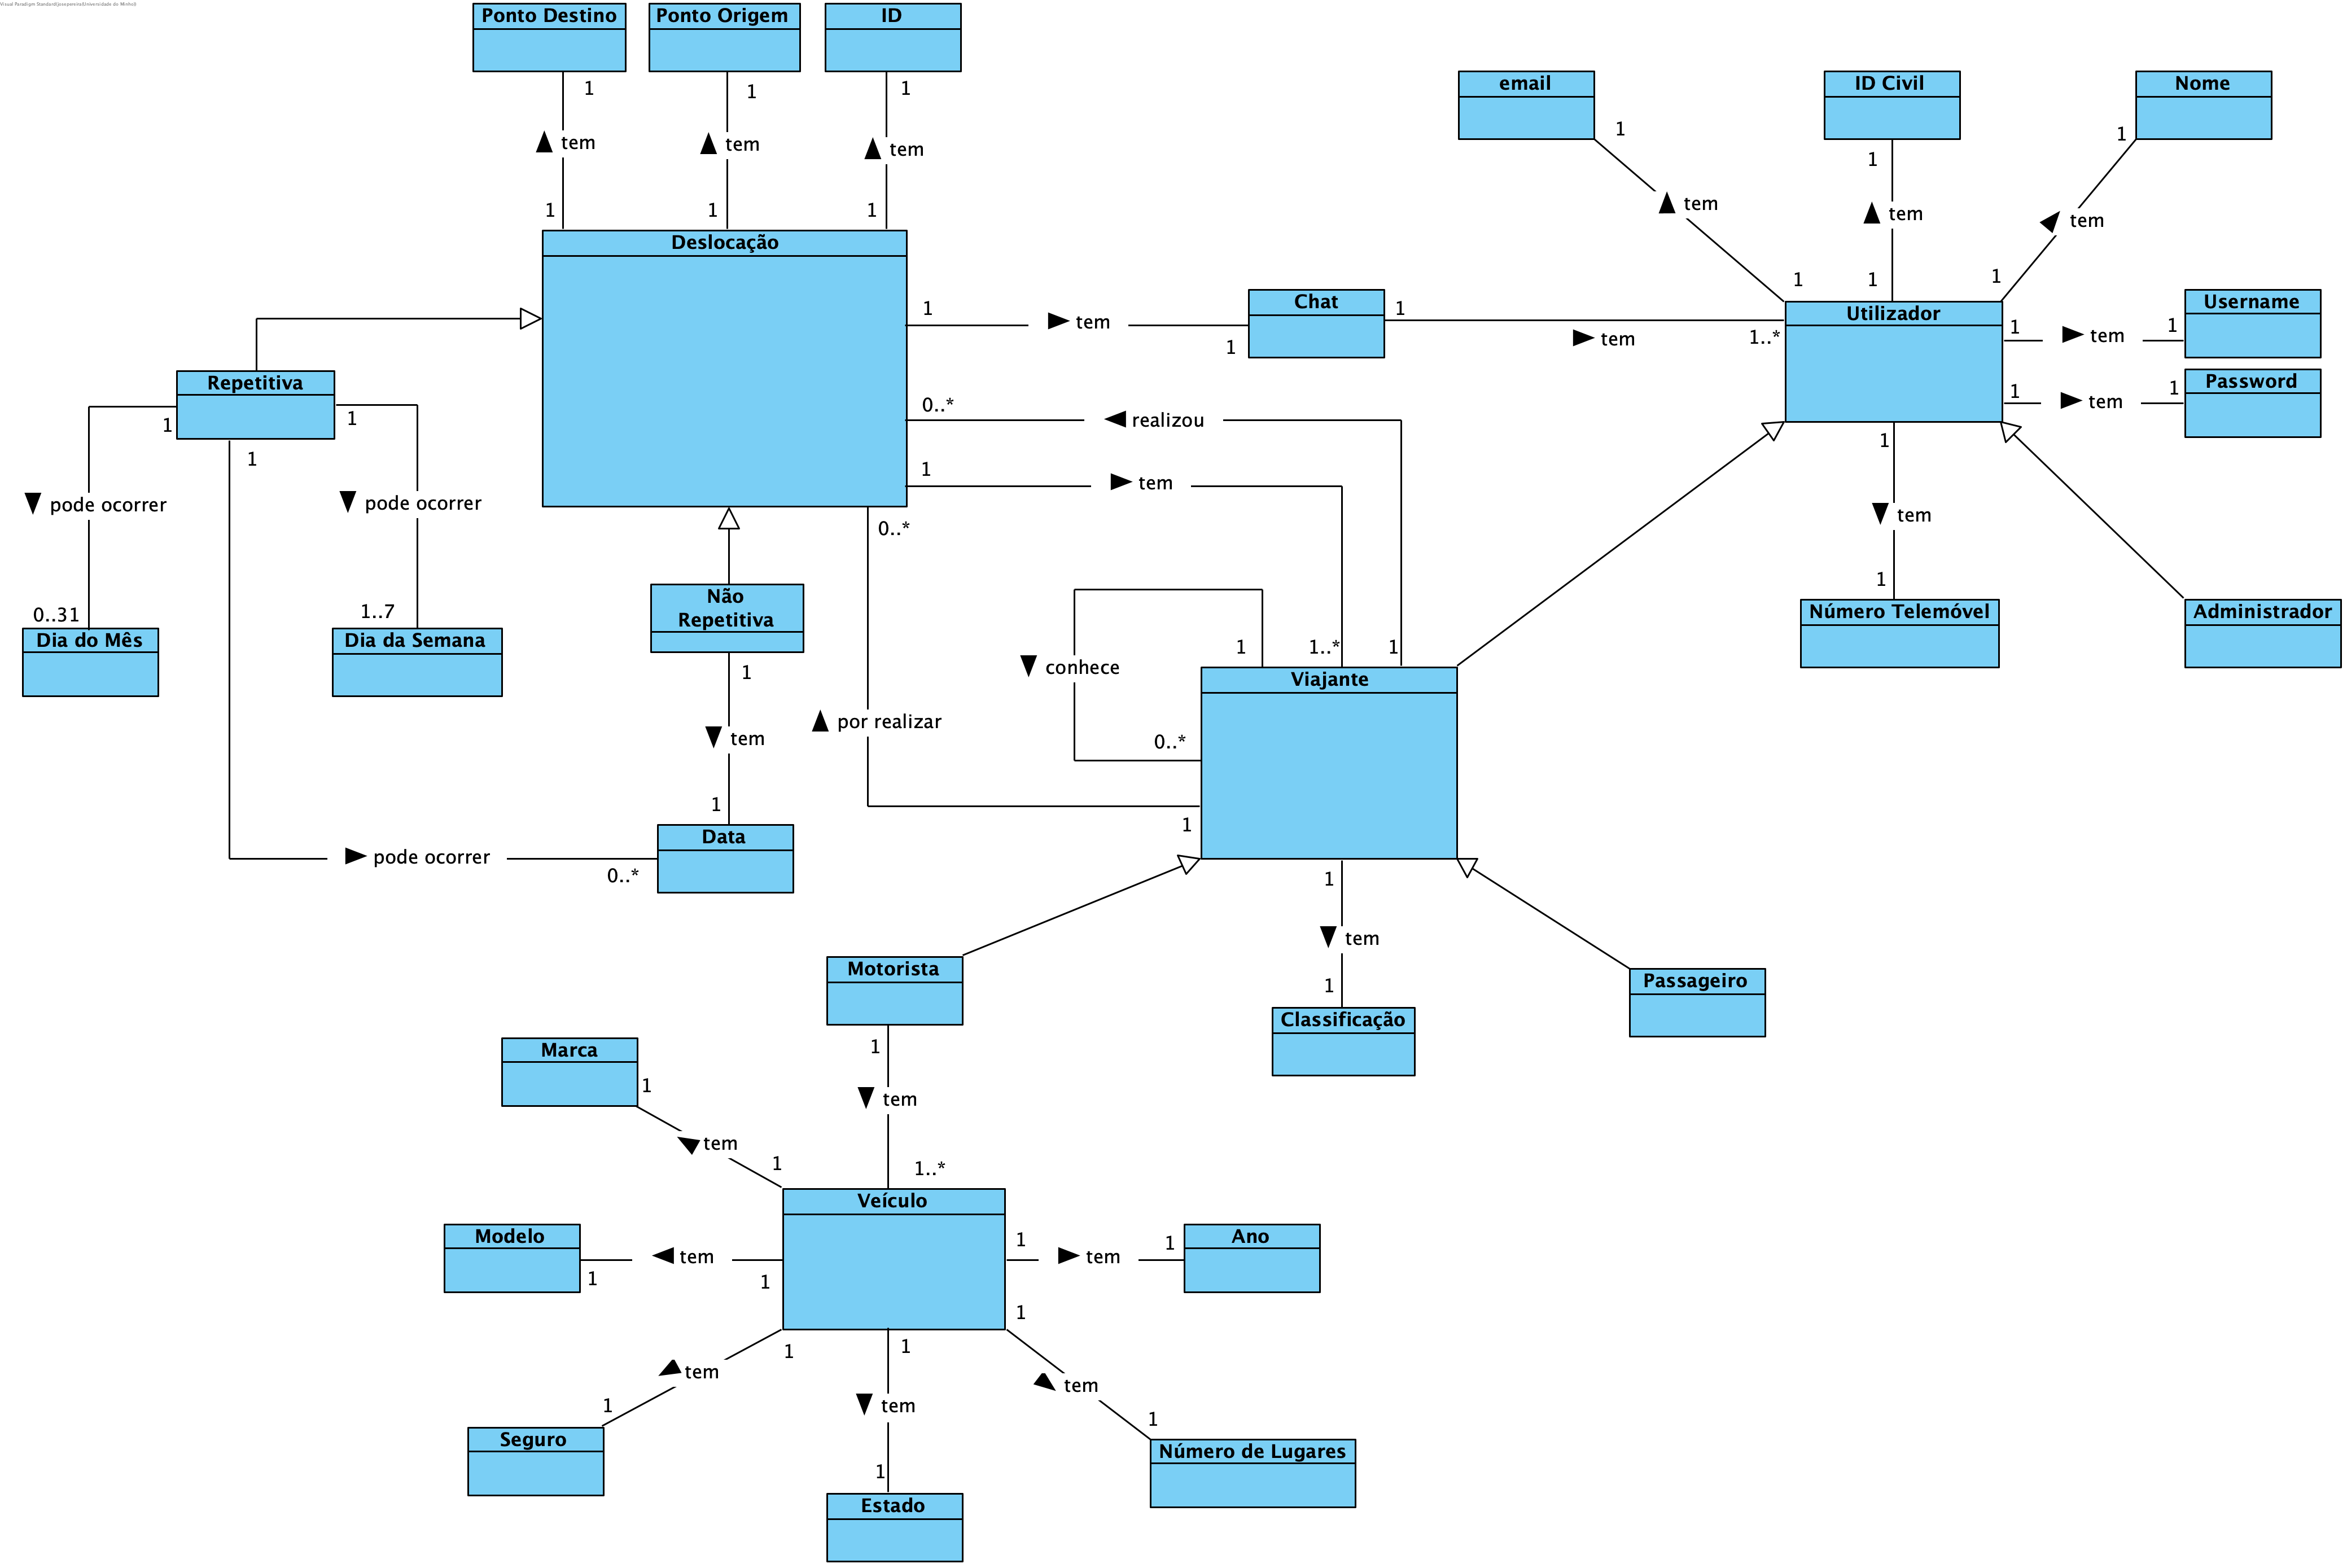 Visual Paradigm Standard(josepereira(Universidade do Minho))
Ponto Destino
Ponto Origem
ID
1
1
1
tem
tem
tem
1
1
1
email
ID Civil
Nome
1
1
1
tem
tem
tem
1
1
1
Deslocação
Chat
Utilizador
Username
1
tem
1
1
tem
1..*
1
tem
1
Password
1
tem
1
Repetitiva
1
1
1
0..*
realizou
1
tem
pode ocorrer
pode ocorrer
0..31
1..7
Dia do Mês
Dia da Semana
0..*
1
tem
1
Número Telemóvel
Administrador
Não
Repetitiva
1
tem
1
Data
pode ocorrer
0..*
por realizar
1
conhece
1
0..*
1..*
1
Viajante
1
tem
1
Classificação
Motorista
Passageiro
1
tem
1..*
Marca
1
tem
1
Veículo
Modelo
1
tem
1
1
tem
1
Ano
1
tem
1
Seguro
1
tem
1
Estado
1
tem
1
Número de Lugares